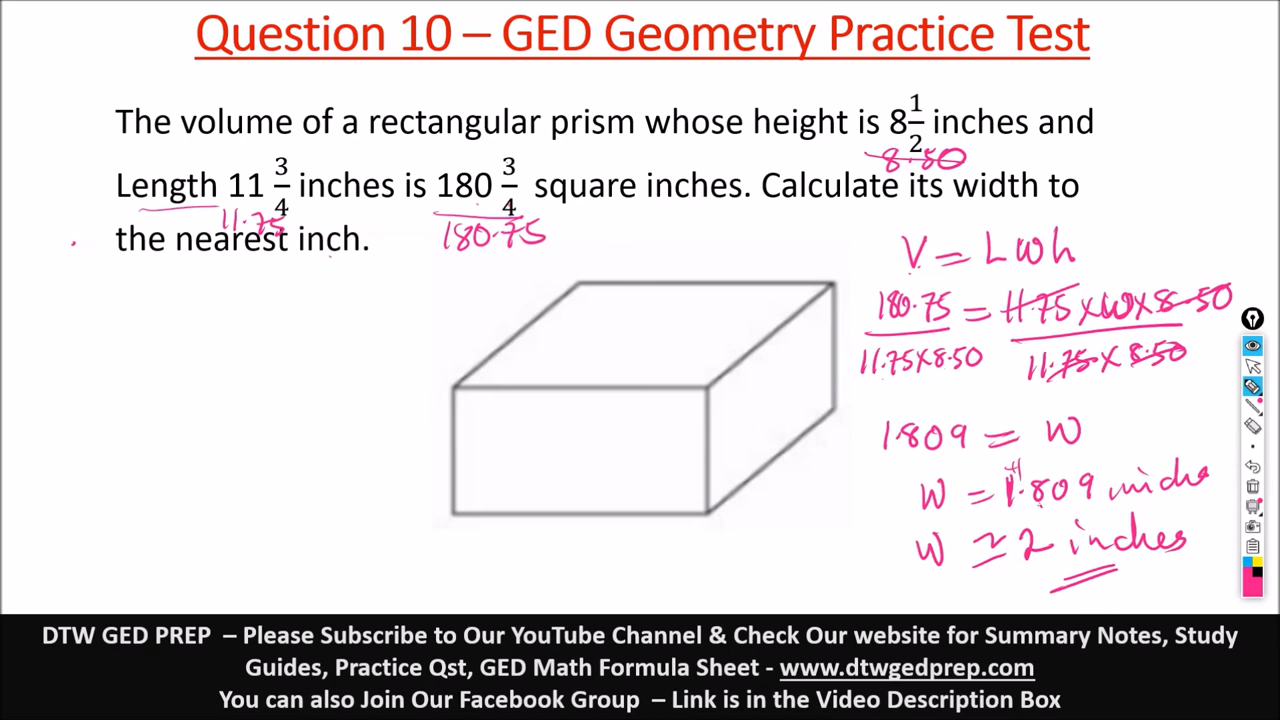 Question 10 – GED Geometry Practice Test
The volume of a rectangular prism whose height is 8 1/2 inches and
8.50
Length 11 3/4 inches is 180 3/4 square inches. Calculate its width to
11.75
180.75
the nearest inch.
V = Lwh
180.75 = 11.75 x w x 8.50
11.75x8.50 11.75 x 8.50
1.809 = W
+1
W = 1.809 inches
W ≃ 2 inches
DTW GED PREP – Please Subscribe to Our YouTube Channel & Check Our website for Summary Notes, Study
Guides, Practice Qst, GED Math Formula Sheet - www.dtwgedprep.com
You can also Join Our Facebook Group – Link is in the Video Description Box